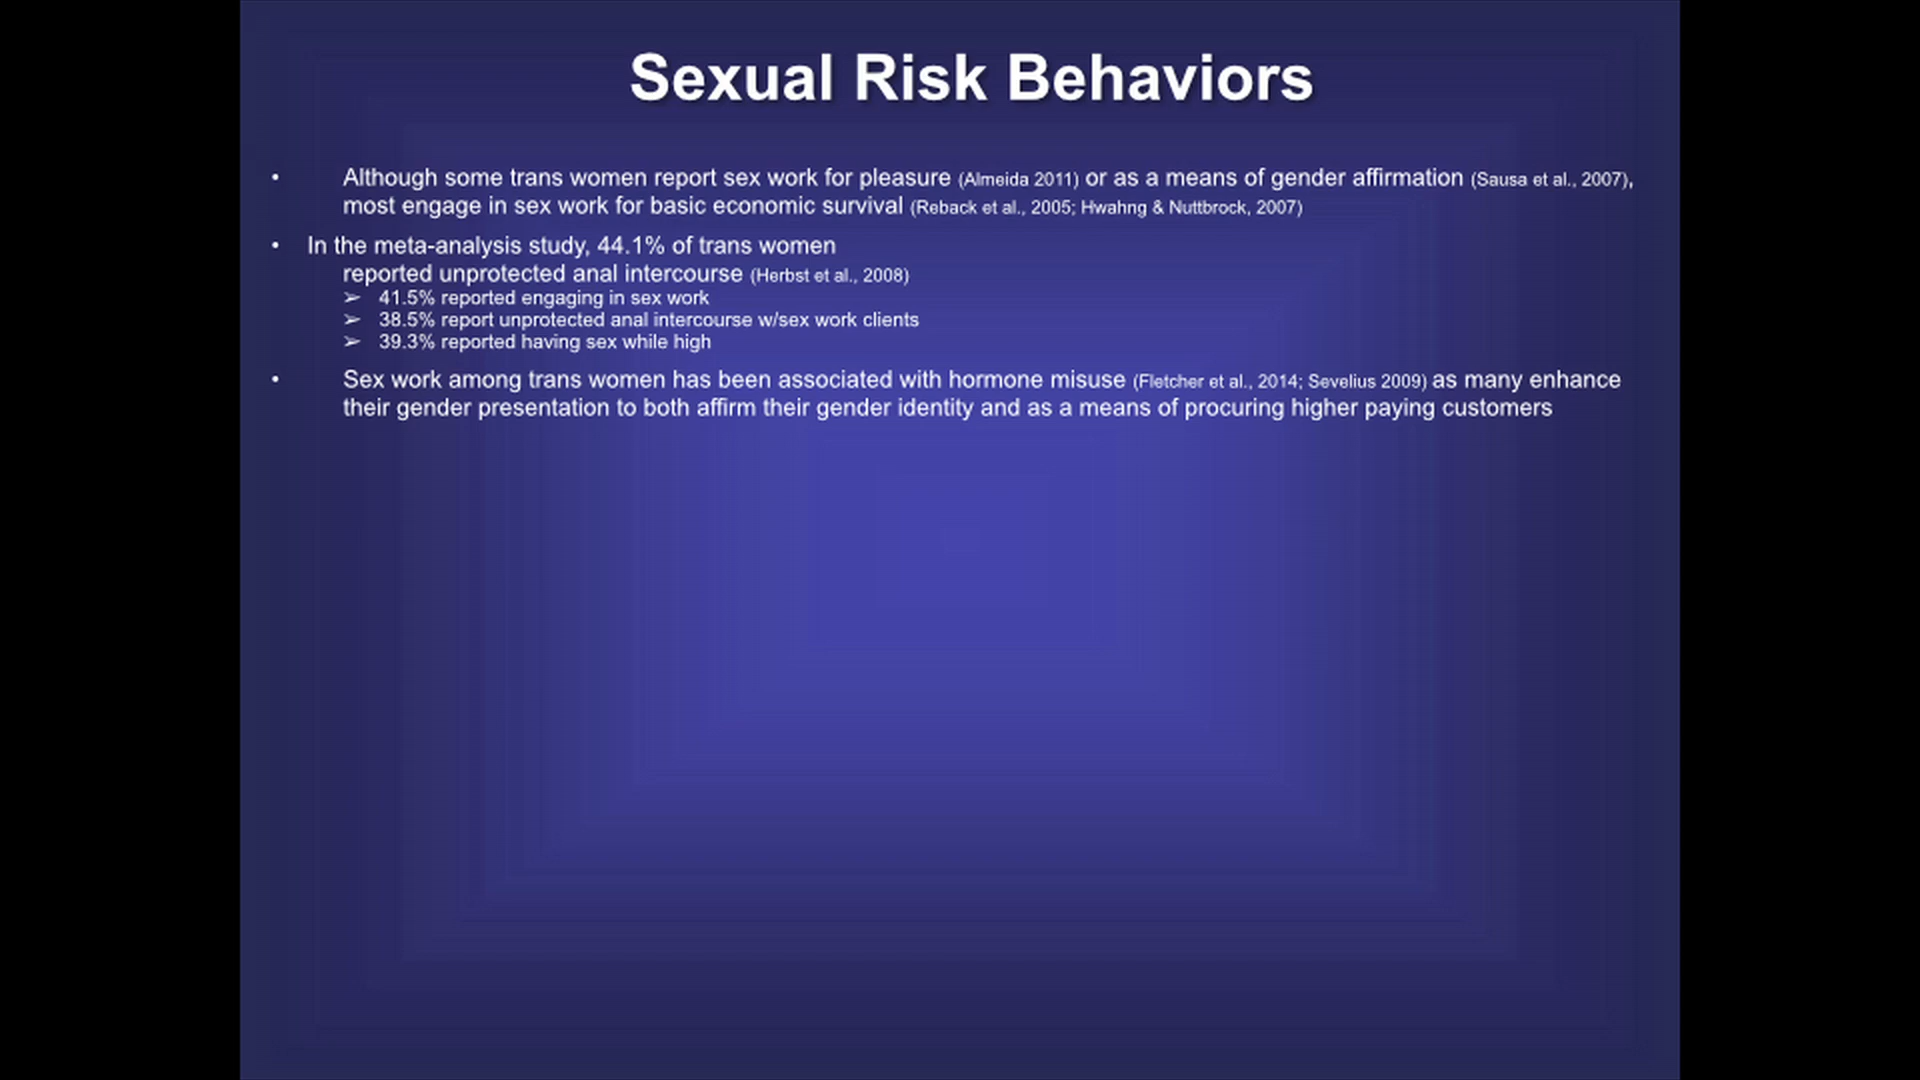 Sexual Risk Behaviors
• Although some trans women report sex work for pleasure (Almeida 2011) or as a means of gender affirmation (Sausa et al., 2007),
most engage in sex work for basic economic survival (Reback et al., 2005; Hwahng & Nuttbrock, 2007)
• In the meta-analysis study, 44.1% of trans women
reported unprotected anal intercourse (Herbst et al., 2008)
➢ 41.5% reported engaging in sex work
➢ 38.5% report unprotected anal intercourse w/sex work clients
➢ 39.3% reported having sex while high
• Sex work among trans women has been associated with hormone misuse (Fletcher et al., 2014; Sevelius 2009) as many enhance
their gender presentation to both affirm their gender identity and as a means of procuring higher paying customers